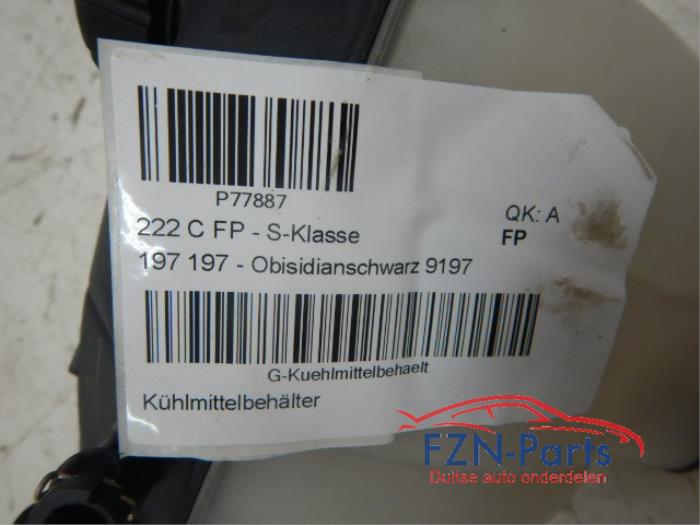 P77887
222 C FP - S-Klasse
QK: A
FP
197 197 - Obisidianschwarz 9197
G-Kuehlmittelbehaelt
Kühlmittelbehälter
FZN-Parts
Duitse auto onderdelen